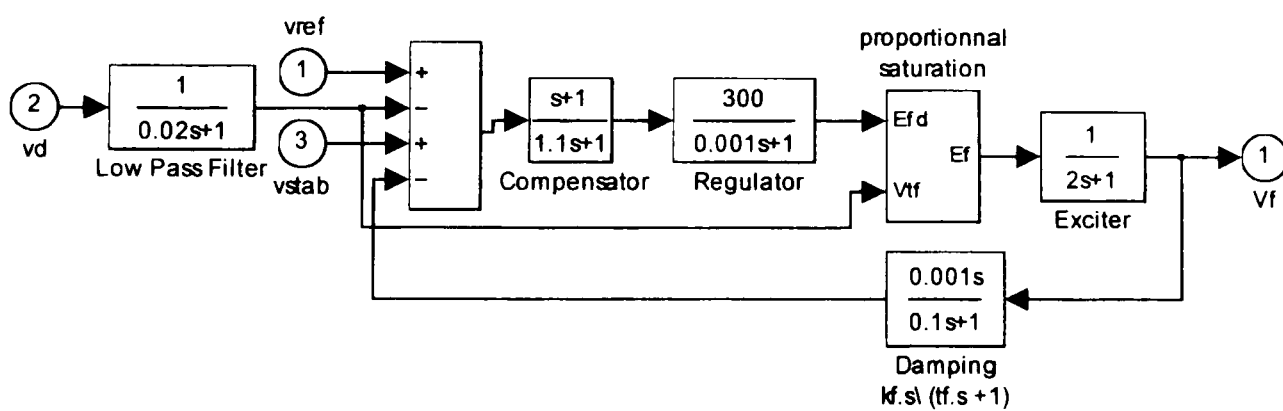 vref
1
+
−
+
−
2
vd
1
0.02s+1
Low Pass Filter
3
vstab
s+1
1.1s+1
Compensator
300
0.001s+1
Regulator
proportionnal
saturation
Efd
Ef
Vtf
1
2s+1
Exciter
1
Vf
0.001s
0.1s+1
Damping
kf.s\ (tf.s +1)